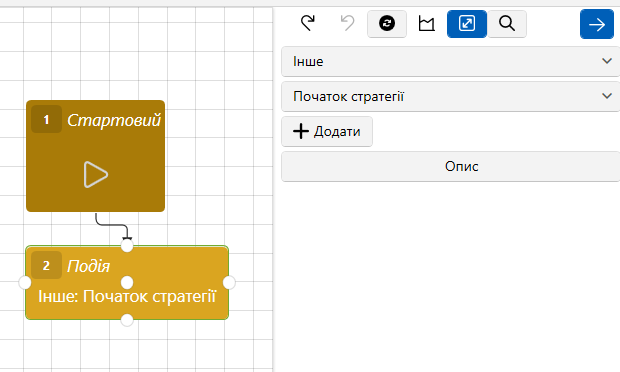 1 Стартовий
2 Подія
Інше: Початок стратегії
Інше
Початок стратегії
Додати
Опис